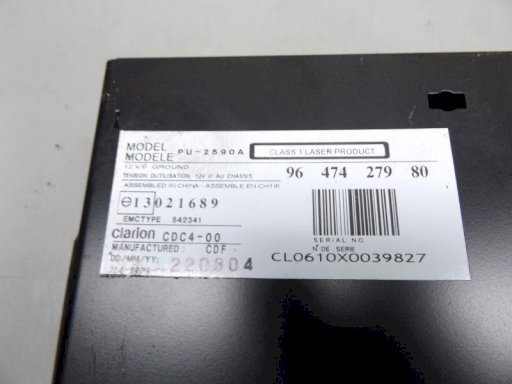 MODEL
MODELE PU-2590A CLASS 1 LASER PRODUCT
12V GROUND
TENSION D'UTILISATION 12V AU CHASSIS
96 474 279 80
ASSEMBLED IN CHINA - ASSEMBLE EN CHINE
e13 021689
EMCTYPE 542341
clarion CDC4-00
MANUFACTURED: CDF
DD/MM/YY: 220804
SERIAL NO
N° DE SERIE
CL0610X0039827